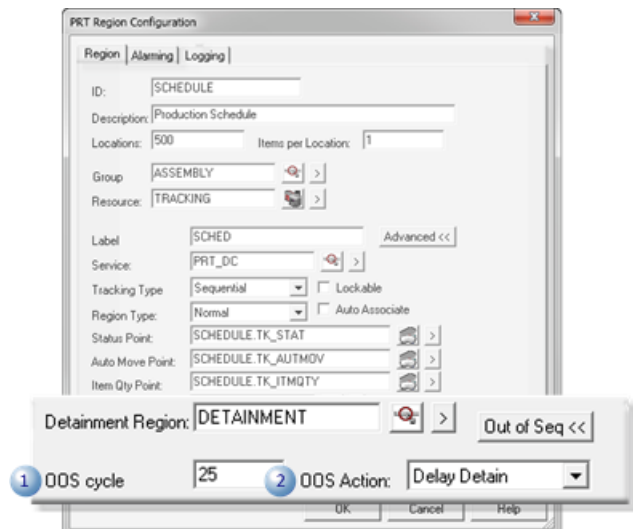 PRT Region Configuration
Region Alarming Logging
ID: SCHEDULE
Description: Production Schedule
Locations: 500 Items per Location: 1
Group ASSEMBLY >
Resource: TRACKING >
Label SCHED Advanced <<
Service: PRT_DC >
Tracking Type Sequential Lockable
Region Type: Normal Auto Associate
Status Point: SCHEDULE.TK_STAT >
Auto Move Point: SCHEDULE.TK_AUTMOV >
Item Qty Point: SCHEDULE.TK_ITMQTY >
Detainment Region: DETAINMENT > Out of Seq <<
1 OOS cycle 25 2 OOS Action: Delay Detain
OK Cancel Help